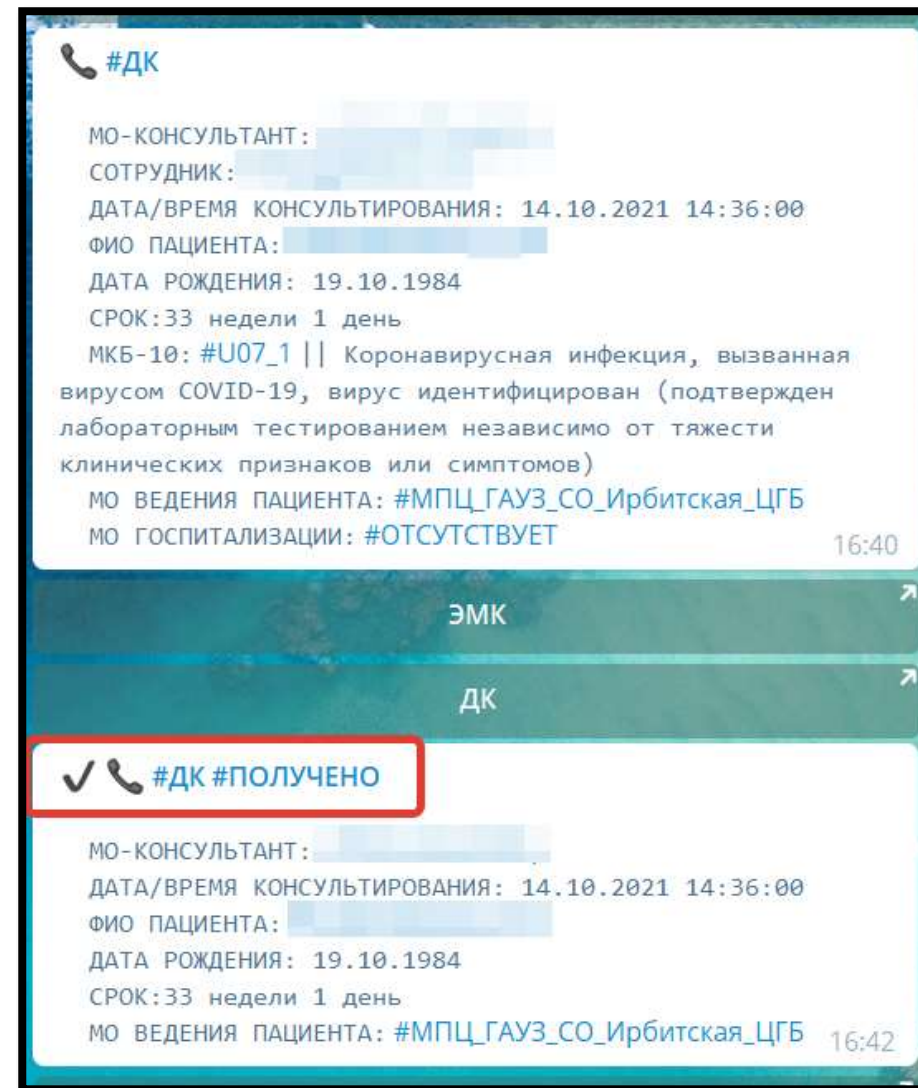 #ДК
МО-КОНСУЛЬТАНТ:
СОТРУДНИК:
ДАТА/ВРЕМЯ КОНСУЛЬТИРОВАНИЯ: 14.10.2021 14:36:00
ФИО ПАЦИЕНТА:
ДАТА РОЖДЕНИЯ: 19.10.1984
СРОК:33 недели 1 день
МКБ-10: #U07_1 || Коронавирусная инфекция, вызванная
вирусом COVID-19, вирус идентифицирован (подтвержден
лабораторным тестированием независимо от тяжести
клинических признаков или симптомов)
МО ВЕДЕНИЯ ПАЦИЕНТА: #МПЦ_ГАУЗ_СО_Ирбитская_ЦГБ
МО ГОСПИТАЛИЗАЦИИ: #ОТСУТСТВУЕТ
16:40
ЭМК
ДК
#ДК #ПОЛУЧЕНО
МО-КОНСУЛЬТАНТ:
ДАТА/ВРЕМЯ КОНСУЛЬТИРОВАНИЯ: 14.10.2021 14:36:00
ФИО ПАЦИЕНТА:
ДАТА РОЖДЕНИЯ: 19.10.1984
СРОК:33 недели 1 день
МО ВЕДЕНИЯ ПАЦИЕНТА: #МПЦ_ГАУЗ_СО_Ирбитская_ЦГБ
16:42